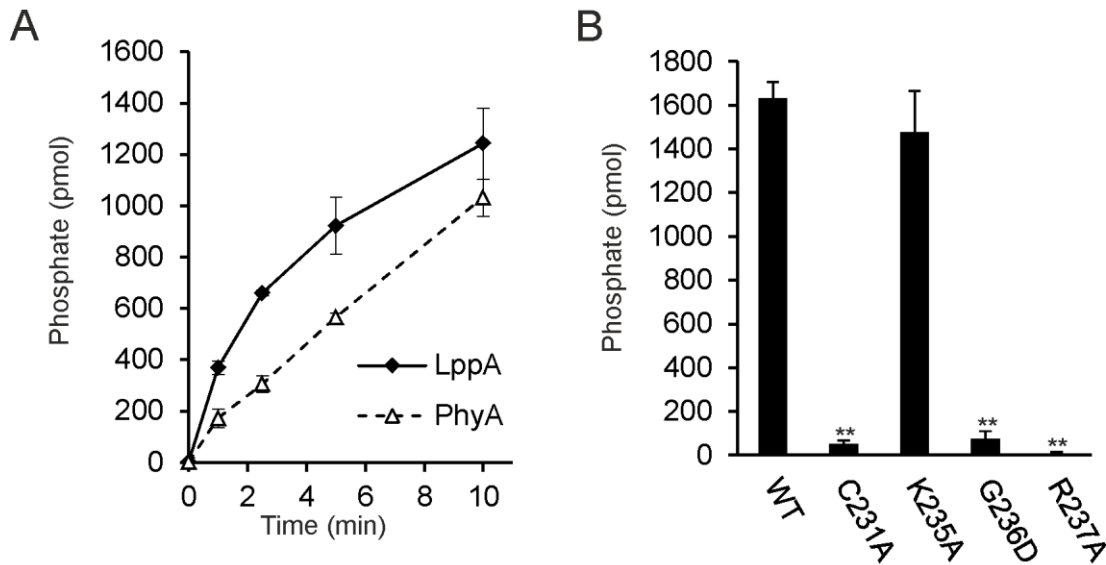 A
1600
1400
1200
1000
800
600
400
200
0
Phosphate (pmol)
0 2 4 6 8 10
Time (min)
LppA
PhyA
B
1800
1600
1400
1200
1000
800
600
400
200
0
Phosphate (pmol)
**
**
**
WT
C231A
K235A
G236D
R237A